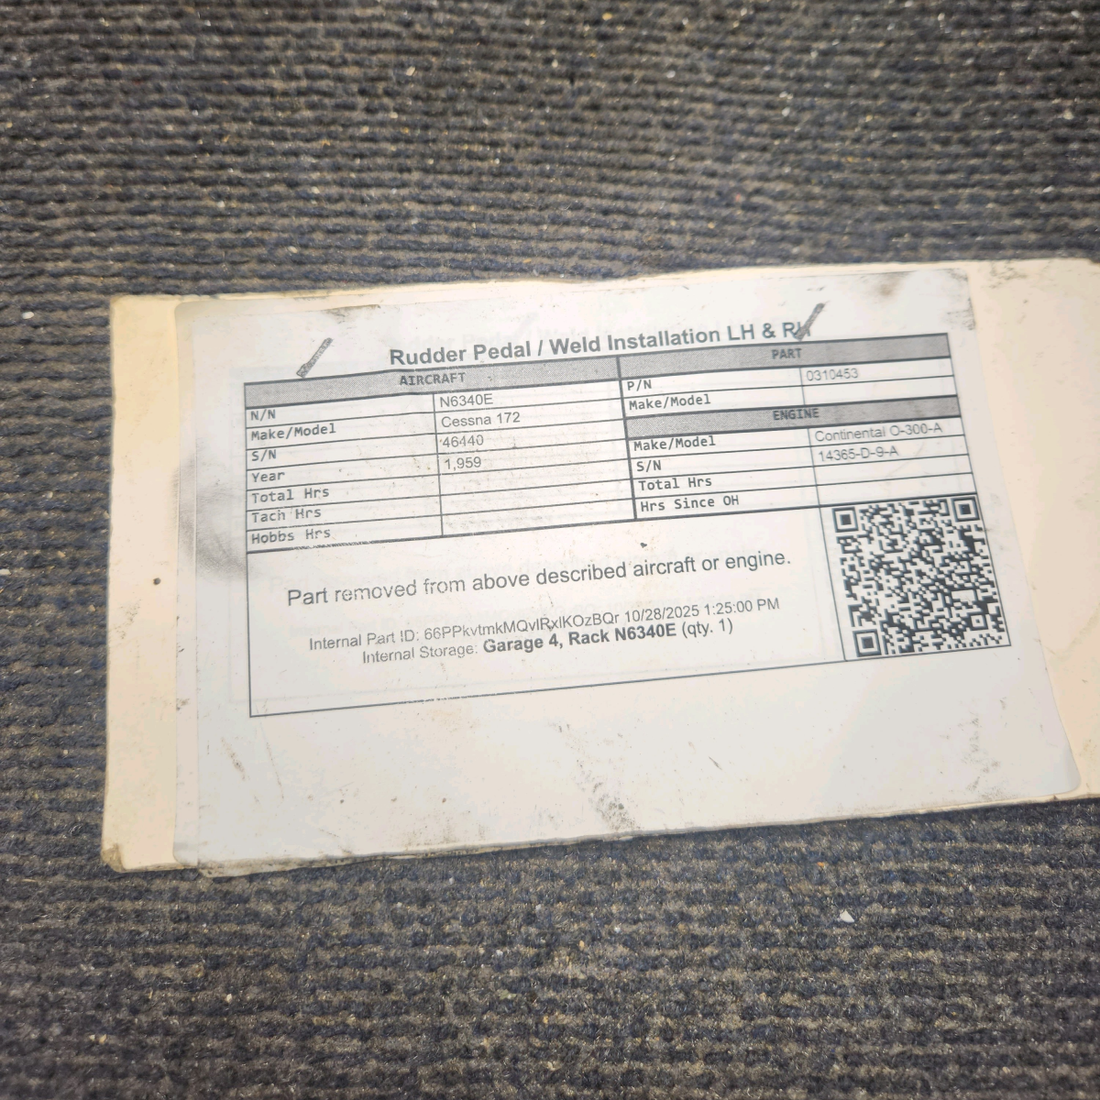 Rudder Pedal / Weld Installation LH & RH
AIRCRAFT
N/N N6340E
Make/Model Cessna 172
S/N 46440
Year 1,959
Total Hrs
Tach Hrs
Hobbs Hrs
PART
P/N 0310453
Make/Model
ENGINE
Make/Model Continental O-300-A
S/N 14365-D-9-A
Total Hrs
Hrs Since OH
Part removed from above described aircraft or engine.
Internal Part ID: 66PPkvtmkMQvIRxlKOzBQr 10/28/2025 1:25:00 PM
Internal Storage: Garage 4, Rack N6340E (qty. 1)